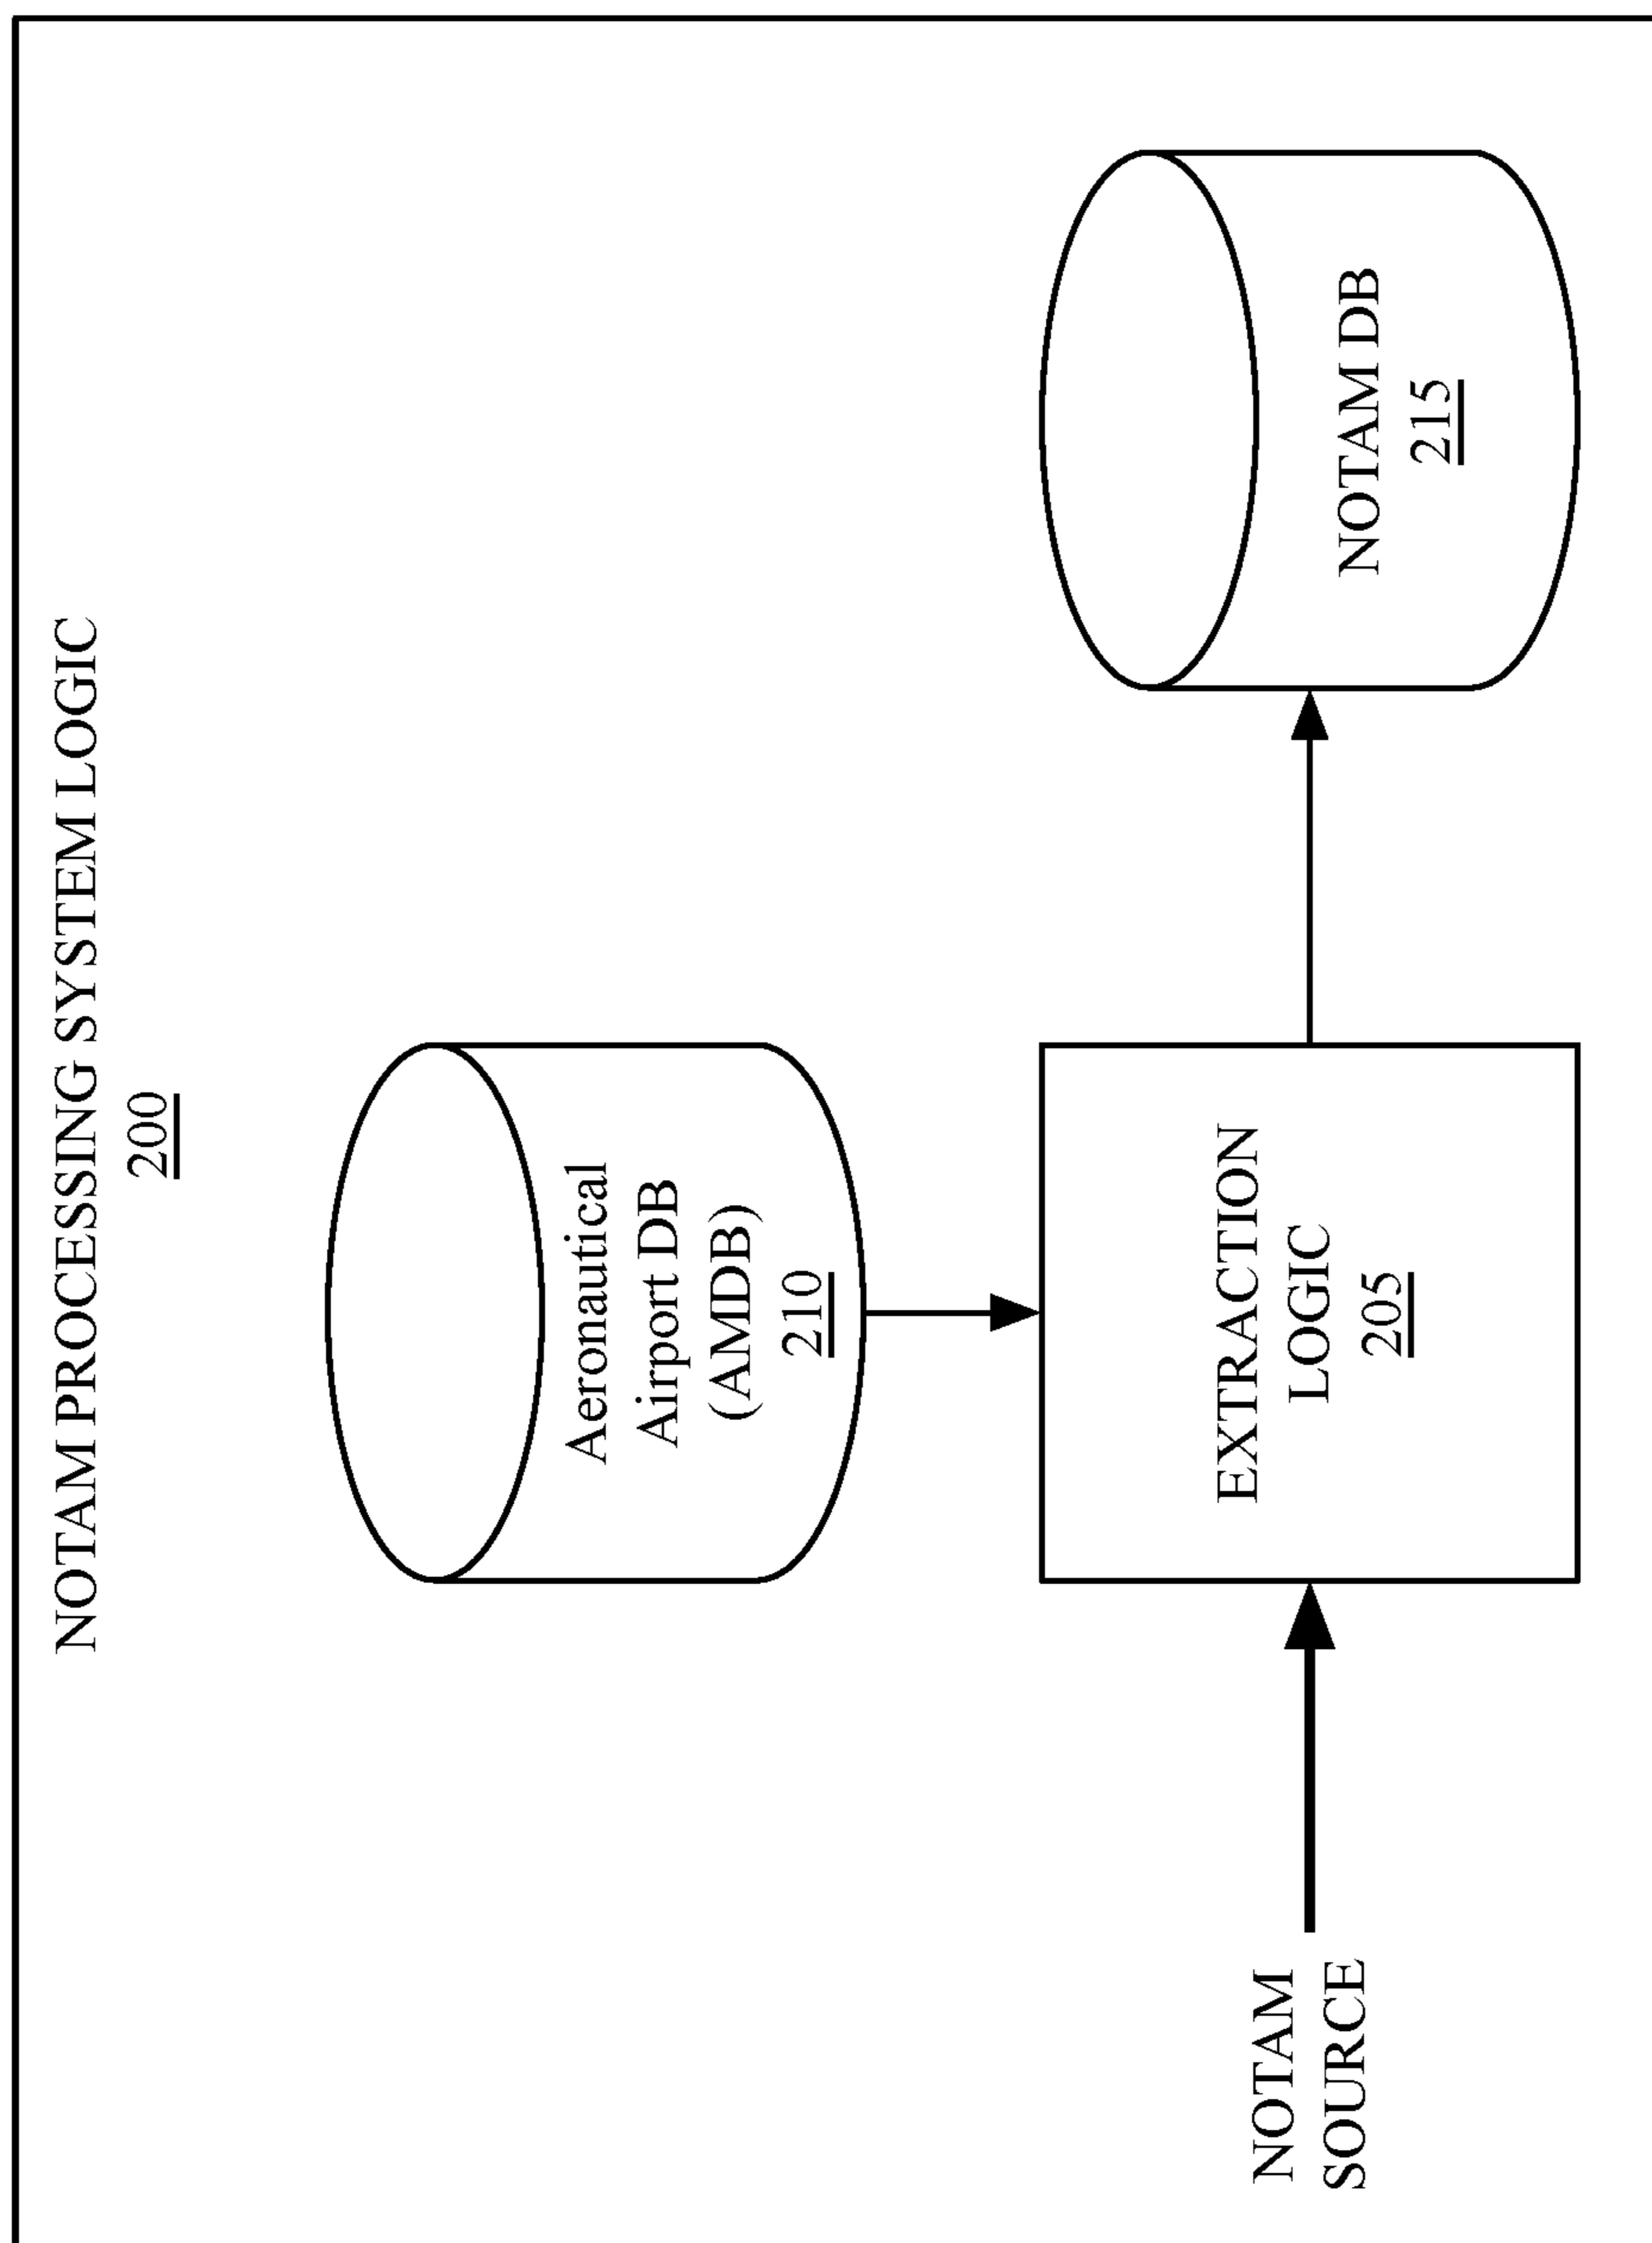 NOTAM PROCESSING SYSTEM LOGIC
200
Aeronautical
Airport DB
(AMDB)
210
NOTAM
SOURCE
EXTRACTION
LOGIC
205
NOTAM DB
215